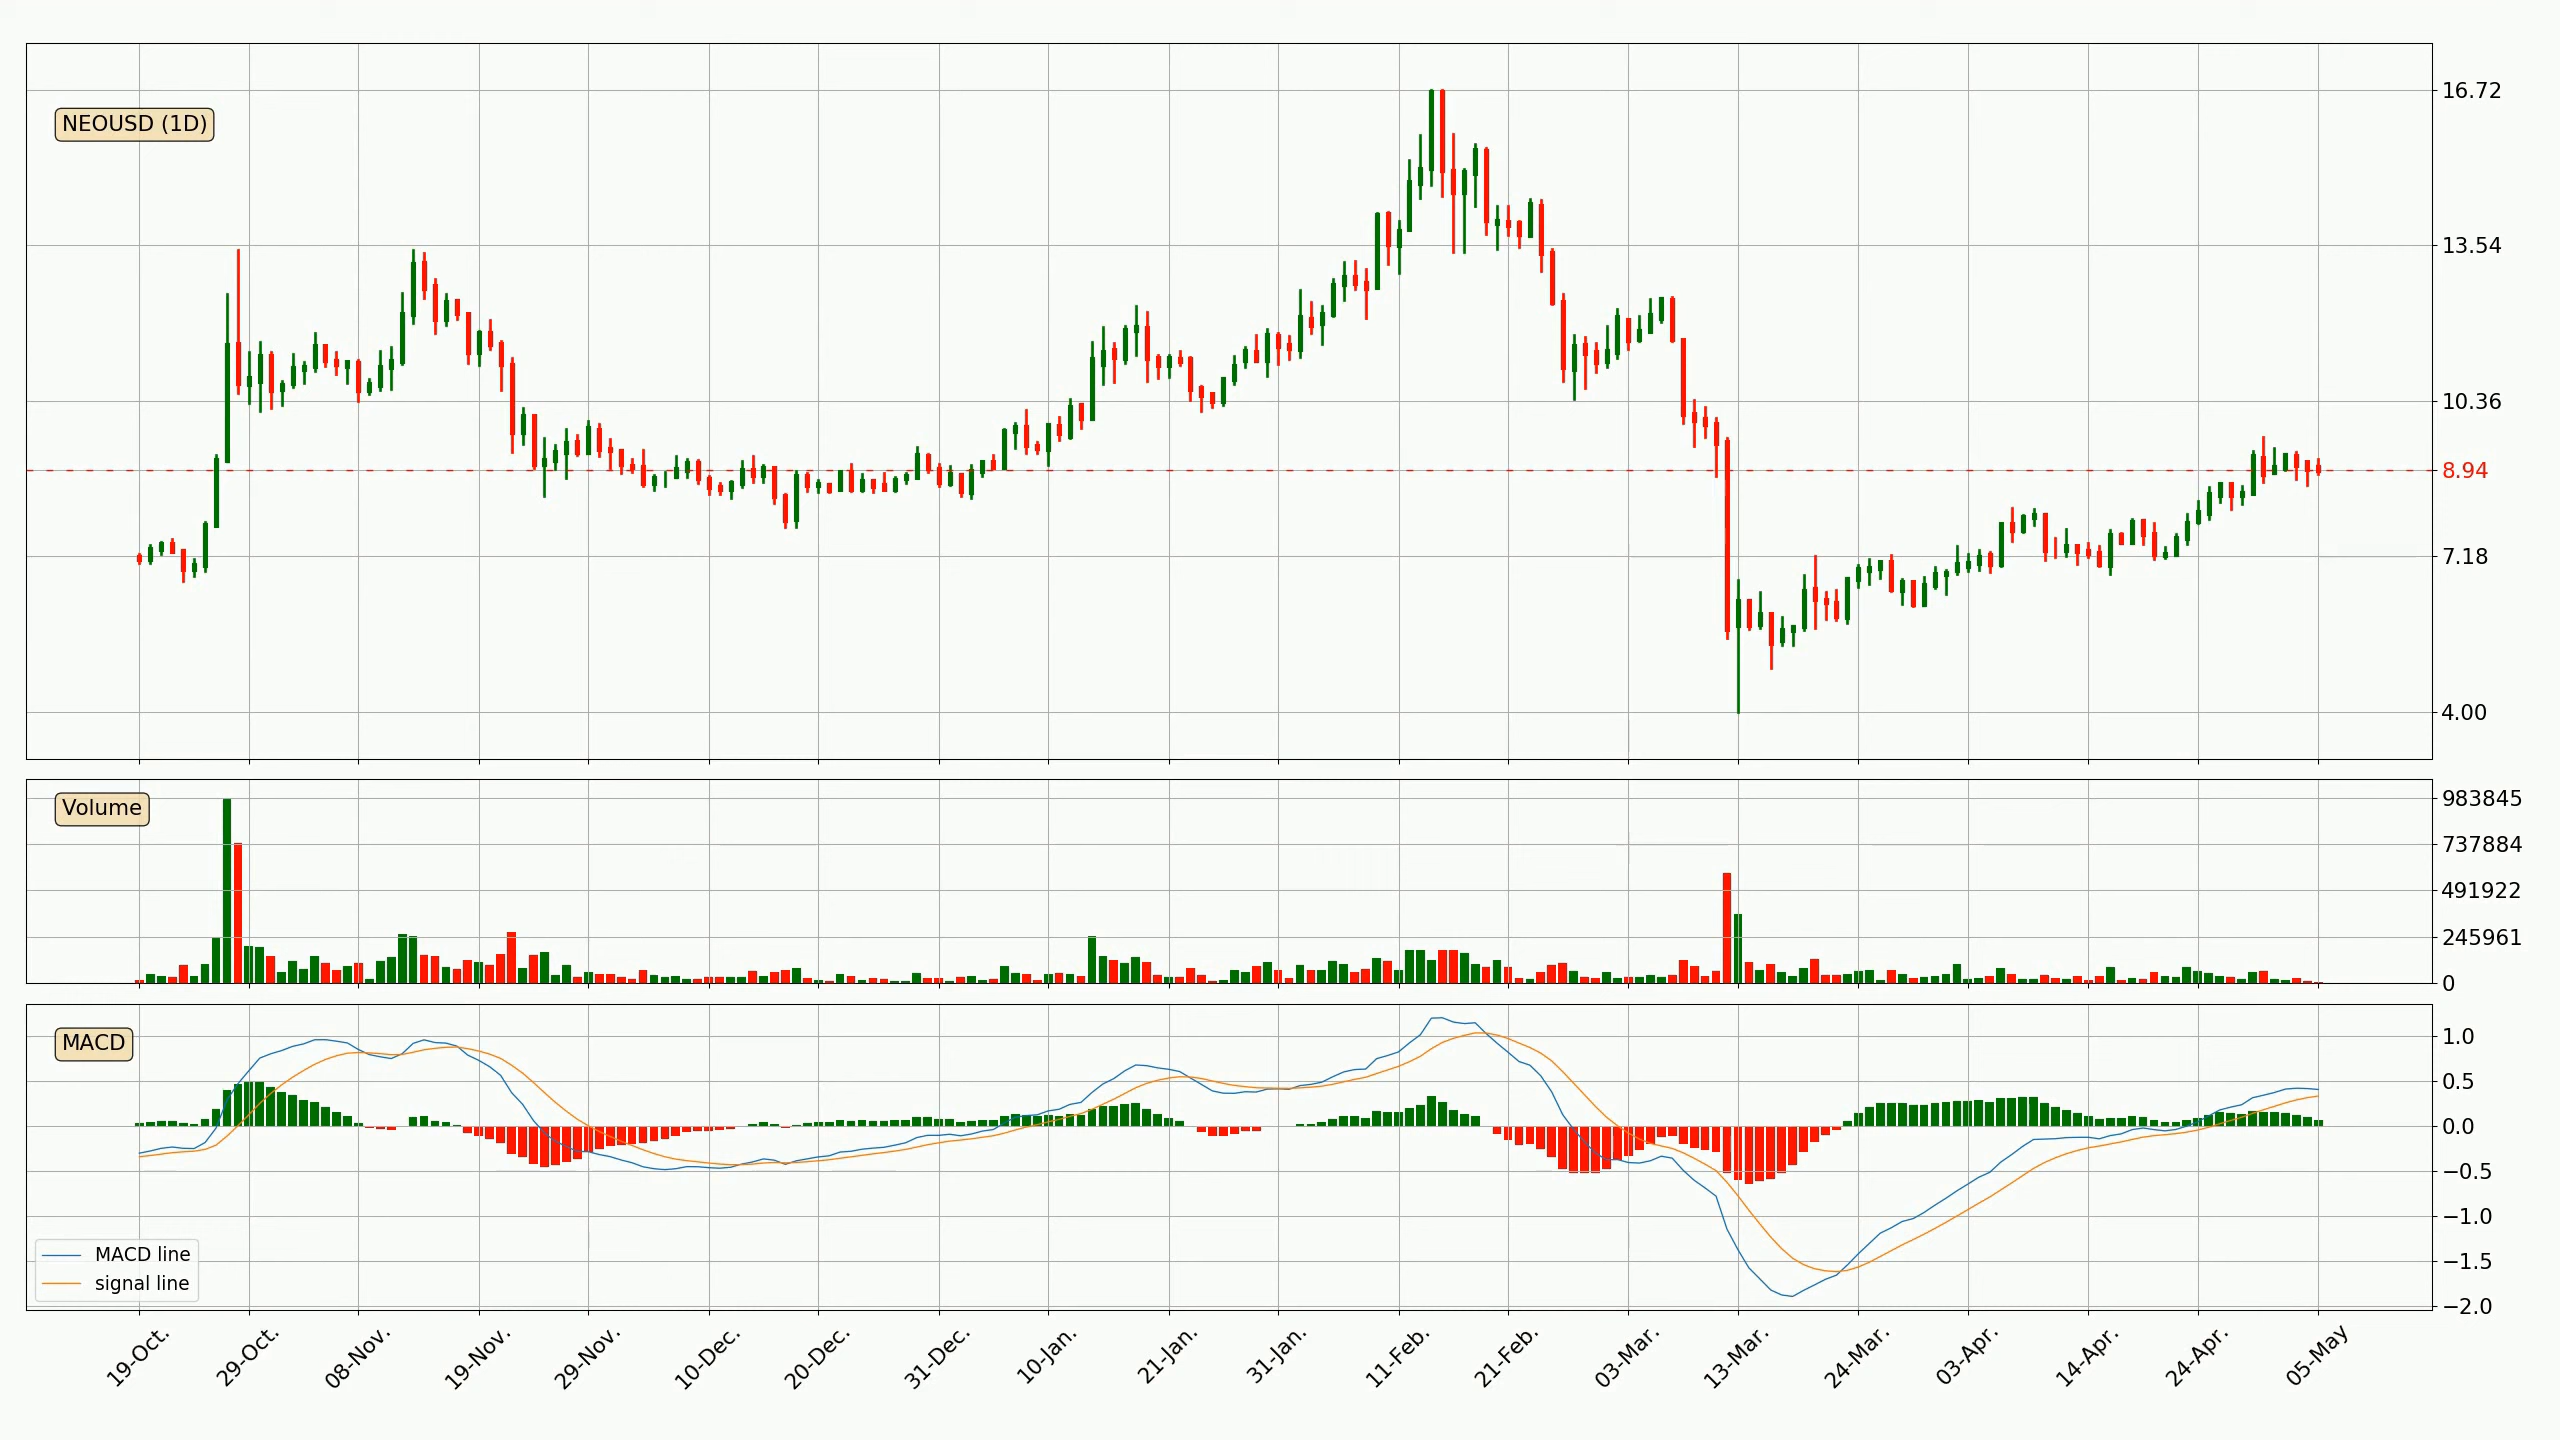 NEOUSD (1D)
16.72
13.54
10.36
8.94
7.18
4.00
Volume
983845
737884
491922
245961
0
MACD
1.0
0.5
0.0
−0.5
−1.0
−1.5
−2.0
MACD line
signal line
19-Oct.
29-Oct.
08-Nov.
19-Nov.
29-Nov.
10-Dec.
20-Dec.
31-Dec.
10-Jan.
21-Jan.
31-Jan.
11-Feb.
21-Feb.
03-Mar.
13-Mar.
24-Mar.
03-Apr.
14-Apr.
24-Apr.
05-May